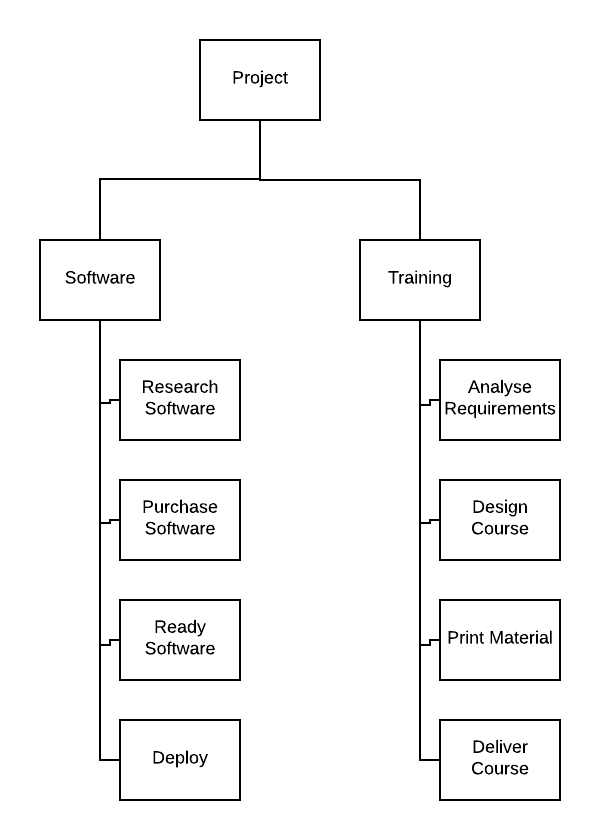 Project
Software
Training
Research
Software
Analyse
Requirements
Purchase
Software
Design
Course
Ready
Software
Print Material
Deploy
Deliver
Course